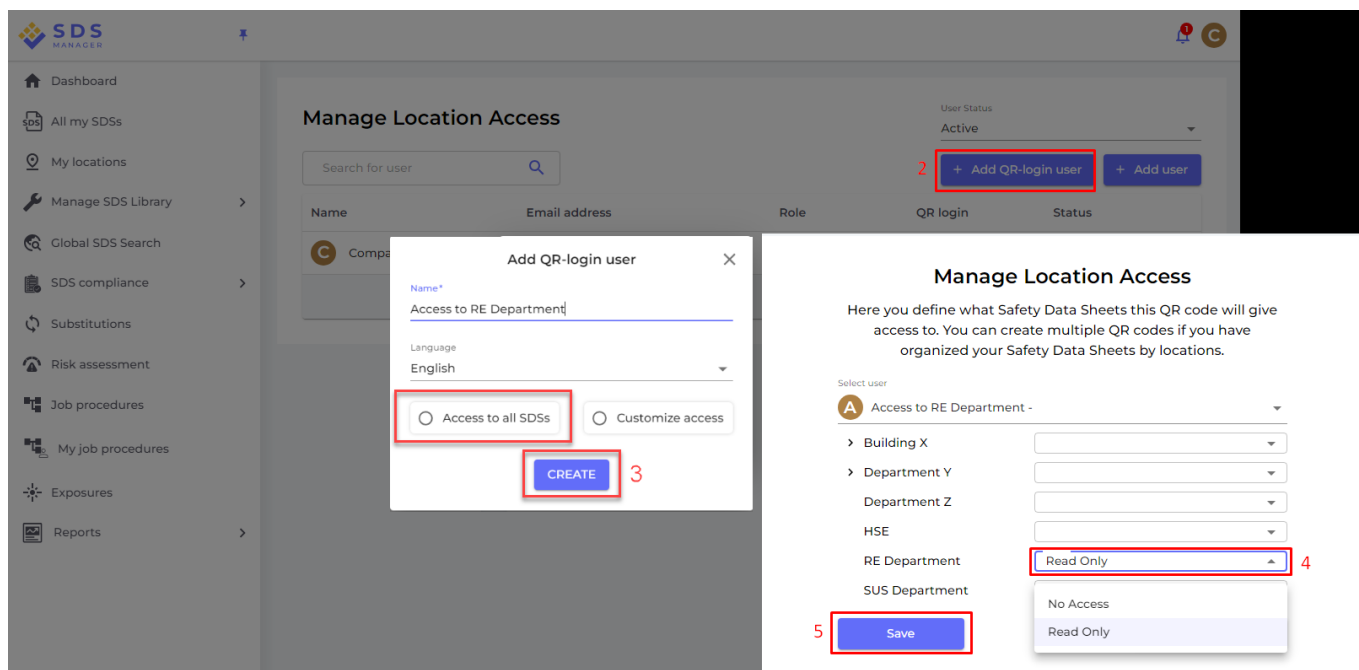 SDS
MANAGER
1
C
Dashboard
SDS
All my SDSs
My locations
Manage SDS Library
Global SDS Search
SDS compliance
Substitutions
Risk assessment
Job procedures
My job procedures
Exposures
Reports
Manage Location Access
User Status
Active
Search for user
2
+ Add QR-login user
+ Add user
Name Email address Role QR login Status
C Compa
Add QR-login user
Name*
Access to RE Department
Language
English
Access to all SDSs
Customize access
CREATE
3
Manage Location Access
Here you define what Safety Data Sheets this QR code will give
access to. You can create multiple QR codes if you have
organized your Safety Data Sheets by locations.
Select user
A Access to RE Department -
Building X
Department Y
Department Z
HSE
RE Department Read Only 4
SUS Department
No Access
Read Only
5 Save